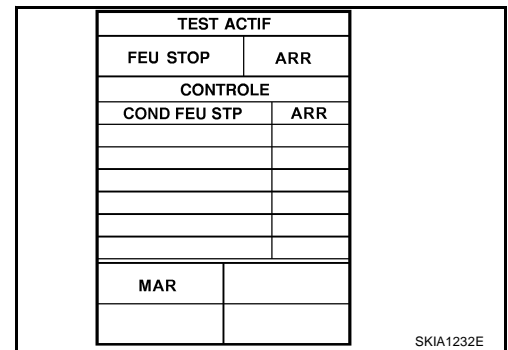 TEST ACTIF
FEU STOP ARR
CONTROLE
COND FEU STP ARR
MAR
SKIA1232E